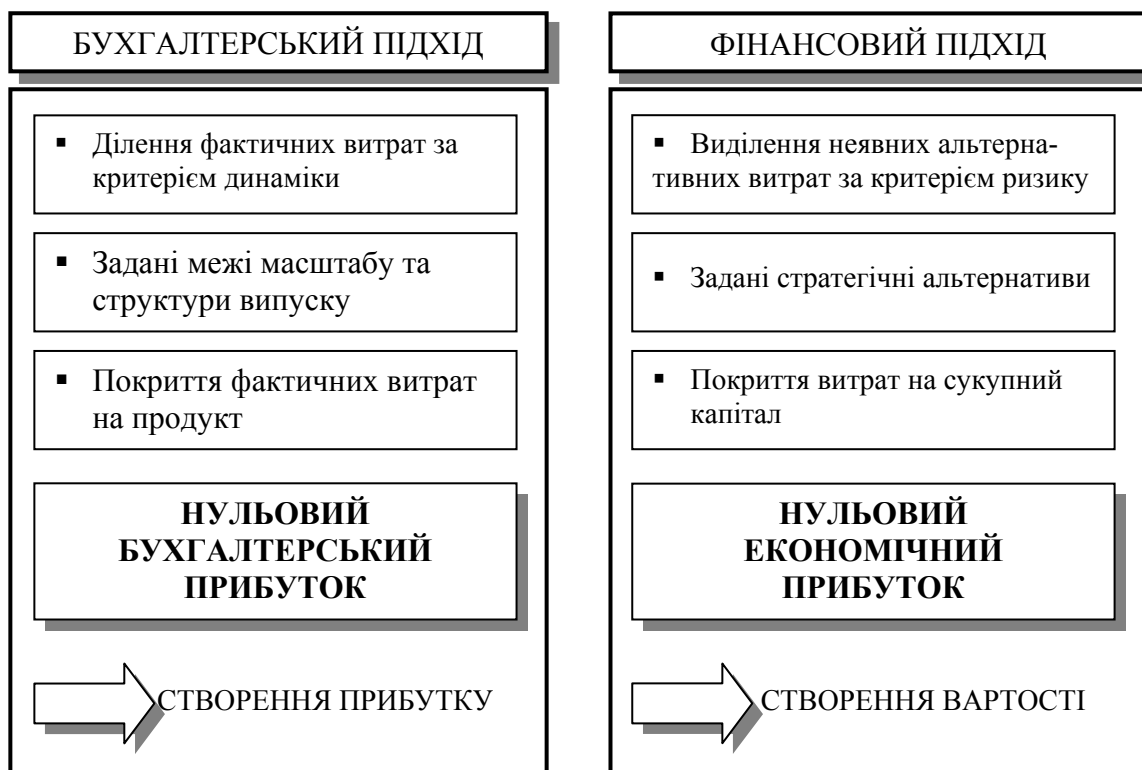 БУХГАЛТЕРСЬКИЙ ПІДХІД
▪ Ділення фактичних витрат за
критерієм динаміки
▪ Задані межі масштабу та
структури випуску
▪ Покриття фактичних витрат
на продукт
НУЛЬОВИЙ
БУХГАЛТЕРСЬКИЙ
ПРИБУТОК
СТВОРЕННЯ ПРИБУТКУ
ФІНАНСОВИЙ ПІДХІД
▪ Виділення неявних альтерна-
тивних витрат за критерієм ризику
▪ Задані стратегічні альтернативи
▪ Покриття витрат на сукупний
капітал
НУЛЬОВИЙ
ЕКОНОМІЧНИЙ
ПРИБУТОК
СТВОРЕННЯ ВАРТОСТІ